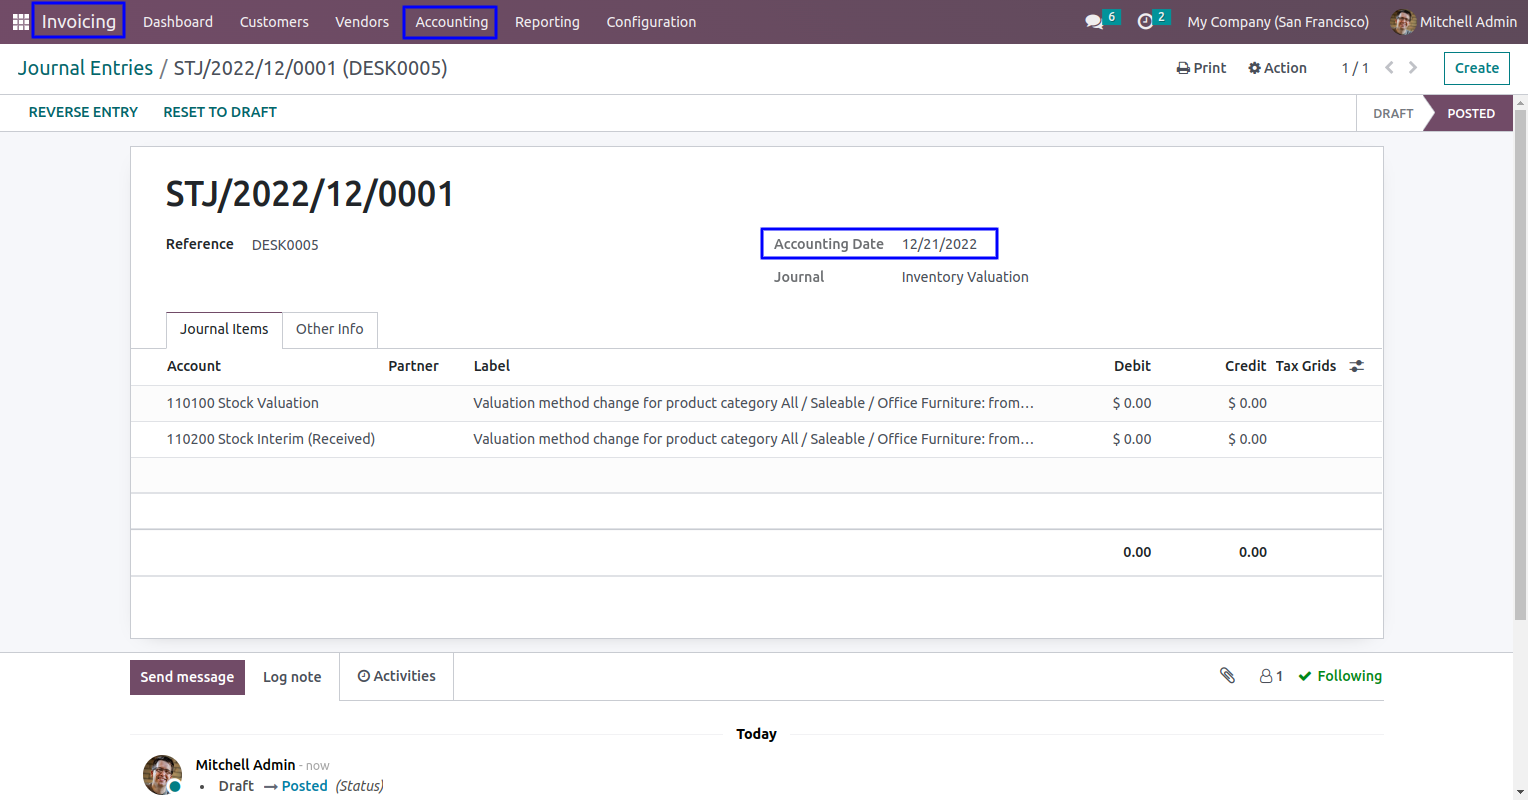 Invoicing Dashboard Customers Vendors Accounting Reporting Configuration 6 2 My Company (San Francisco) Mitchell Admin
Journal Entries / STJ/2022/12/0001 (DESK0005) Print Action 1 / 1 Create
REVERSE ENTRY RESET TO DRAFT DRAFT POSTED
STJ/2022/12/0001
Reference DESK0005 Accounting Date 12/21/2022
Journal Inventory Valuation
Journal Items Other Info
Account Partner Label Debit Credit Tax Grids
110100 Stock Valuation Valuation method change for product category All / Saleable / Office Furniture: from… $ 0.00 $ 0.00
110200 Stock Interim (Received) Valuation method change for product category All / Saleable / Office Furniture: from… $ 0.00 $ 0.00
0.00 0.00
Send message Log note Activities 1 Following
Today
Mitchell Admin - now
• Draft → Posted (Status)